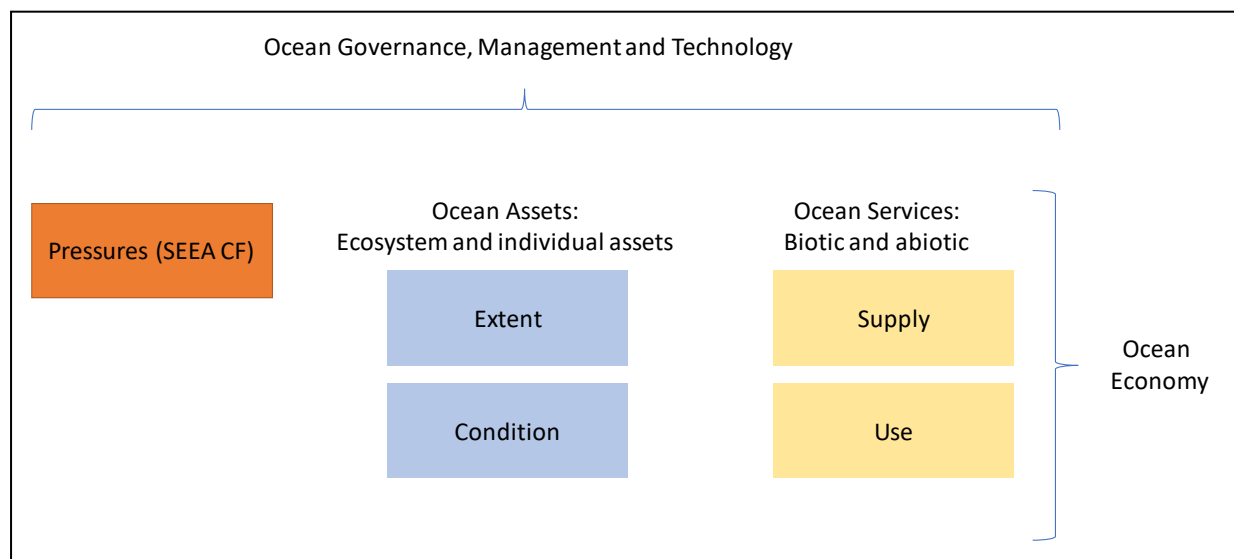 Ocean Governance, Management and Technology
Pressures (SEEA CF)
Ocean Assets:
Ecosystem and individual assets
Extent
Condition
Ocean Services:
Biotic and abiotic
Supply
Use
Ocean
Economy